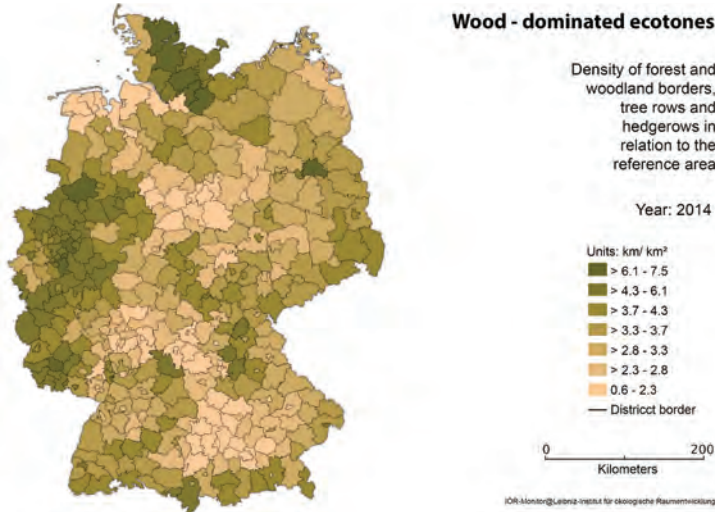 Wood - dominated ecotones
Density of forest and
woodland borders,
tree rows and
hedgerows in
relation to the
reference area
Year: 2014
Units: km/ km²
> 6.1 - 7.5
> 4.3 - 6.1
> 3.7 - 4.3
> 3.3 - 3.7
> 2.8 - 3.3
> 2.3 - 2.8
0.6 - 2.3
Districct border
0 200
Kilometers
IÖR-Monitor@Leibniz-Institut für ökologische Raumentwicklung